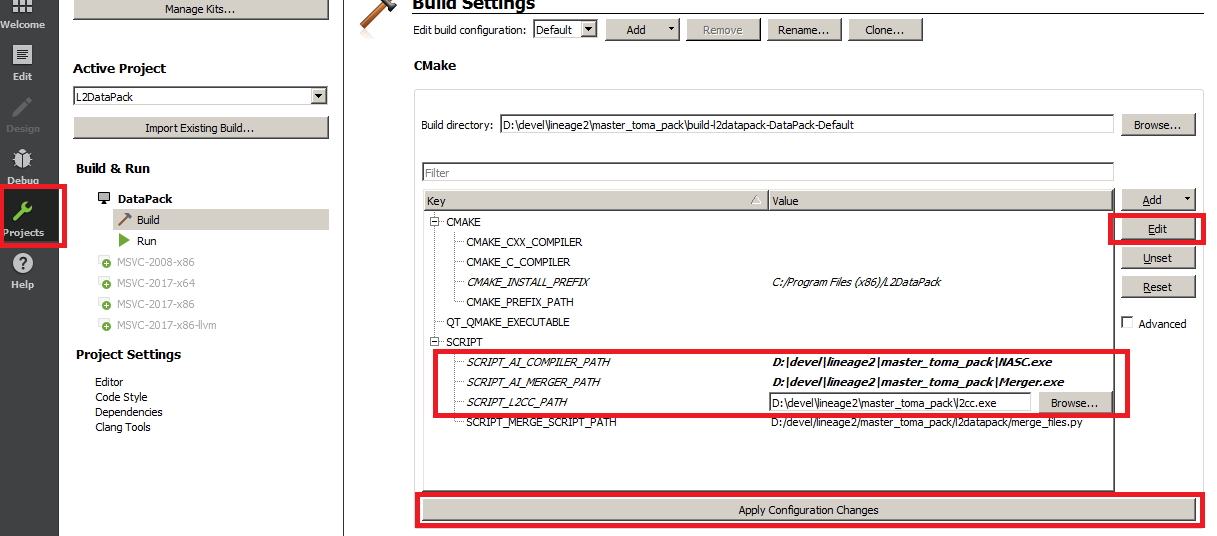 Welcome
Edit
Design
Debug
Projects
Help
Manage Kits...
Active Project
L2DataPack
Import Existing Build...
Build & Run
DataPack
Build
Run
MSVC-2008-x86
MSVC-2017-x64
MSVC-2017-x86
MSVC-2017-x86-llvm
Project Settings
Editor
Code Style
Dependencies
Clang Tools
Build Settings
Edit build configuration: Default Add Remove Rename... Clone...
CMake
Build directory: D:\devel\lineage2\master_toma_pack\build-l2datapack-DataPack-Default Browse...
Filter
Key Value Add
CMAKE
Edit
CMAKE_CXX_COMPILER
CMAKE_C_COMPILER Unset
CMAKE_INSTALL_PREFIX C:/Program Files (x86)/L2DataPack Reset
CMAKE_PREFIX_PATH
QT_QMAKE_EXECUTABLE Advanced
SCRIPT
SCRIPT_AI_COMPILER_PATH D:\devel\lineage2\master_toma_pack\NASC.exe
SCRIPT_AI_MERGER_PATH D:\devel\lineage2\master_toma_pack\Merger.exe
SCRIPT_L2CC_PATH D:\devel\lineage2\master_toma_pack\l2cc.exe Browse...
SCRIPT_MERGE_SCRIPT_PATH D:/devel/lineage2/master_toma_pack/l2datapack/merge_files.py
Apply Configuration Changes